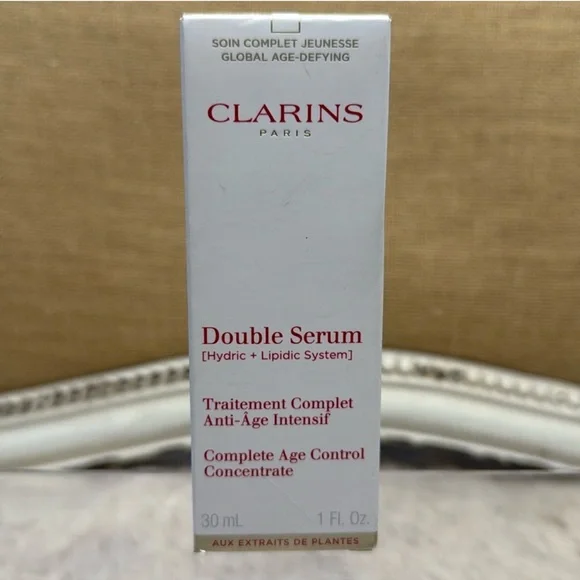 SOIN COMPLET JEUNESSE
GLOBAL AGE-DEFYING
CLARINS
PARIS
Double Serum
[Hydric + Lipidic System]
Traitement Complet
Anti-Âge Intensif
Complete Age Control
Concentrate
30 mL 1 Fl. Oz.
AUX EXTRAITS DE PLANTES